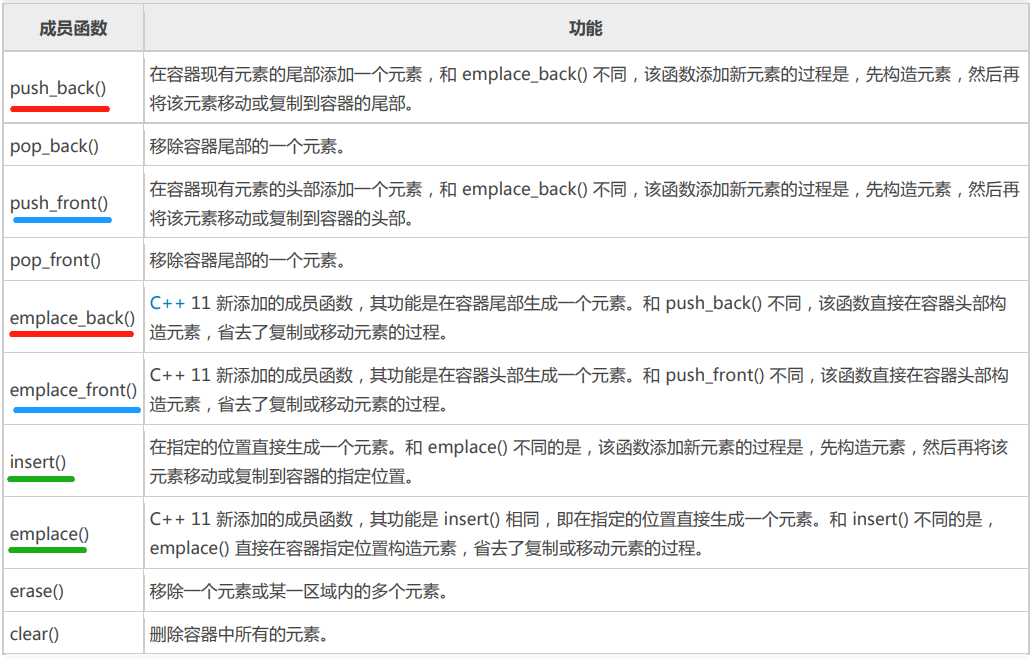 成员函数 功能
push_back() 在容器现有元素的尾部添加一个元素，和 emplace_back() 不同，该函数添加新元素的过程是，先构造元素，然后再
将该元素移动或复制到容器的尾部。
pop_back() 移除容器尾部的一个元素。
push_front() 在容器现有元素的头部添加一个元素，和 emplace_back() 不同，该函数添加新元素的过程是，先构造元素，然后再
将该元素移动或复制到容器的头部。
pop_front() 移除容器尾部的一个元素。
emplace_back() C++ 11 新添加的成员函数，其功能是在容器尾部生成一个元素。和 push_back() 不同，该函数直接在容器头部构
造元素，省去了复制或移动元素的过程。
emplace_front() C++ 11 新添加的成员函数，其功能是在容器头部生成一个元素。和 push_front() 不同，该函数直接在容器头部构
造元素，省去了复制或移动元素的过程。
insert() 在指定的位置直接生成一个元素。和 emplace() 不同的是，该函数添加新元素的过程是，先构造元素，然后再将该
元素移动或复制到容器的指定位置。
emplace() C++ 11 新添加的成员函数，其功能是 insert() 相同，即在指定的位置直接生成一个元素。和 insert() 不同的是，
emplace() 直接在容器指定位置构造元素，省去了复制或移动元素的过程。
erase() 移除一个元素或某一区域内的多个元素。
clear() 删除容器中所有的元素。